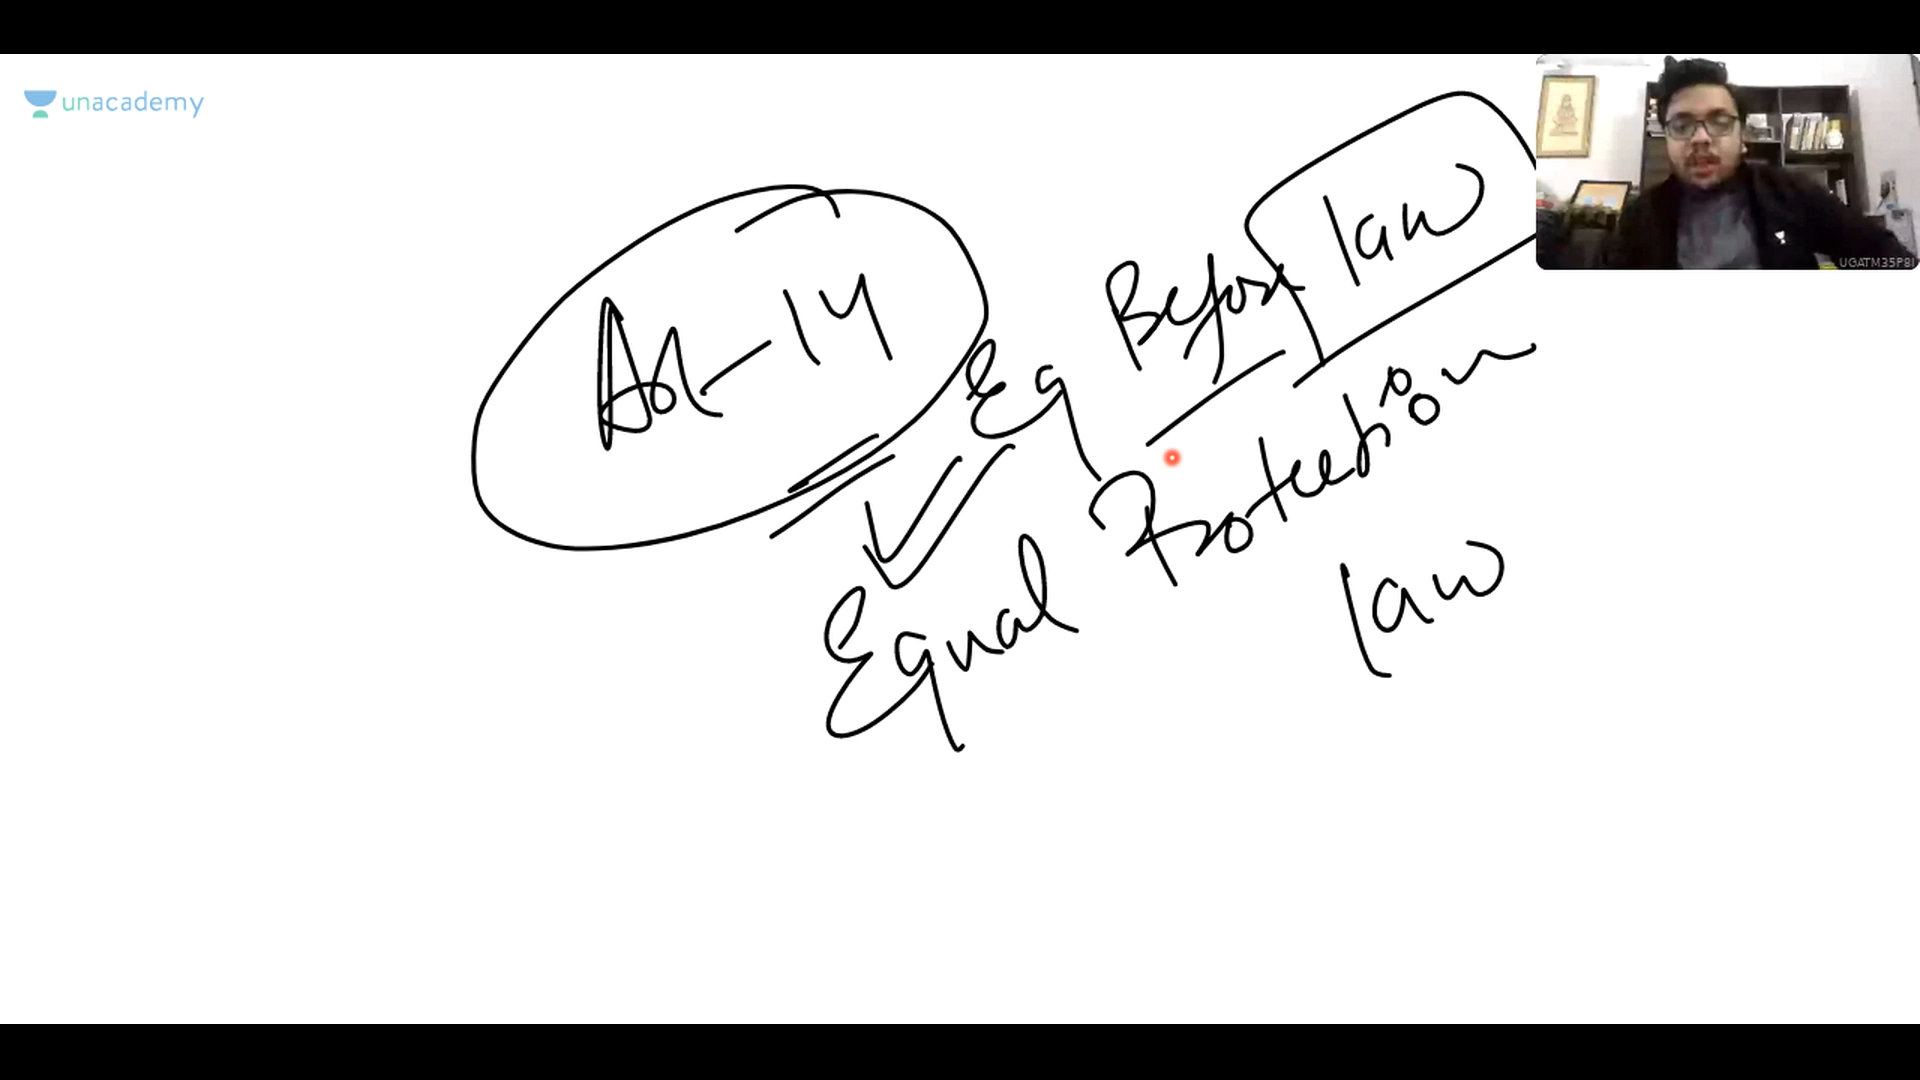 unacademy
Art-14
Eq Before law
Equal Protection
law
UGATM35P8I